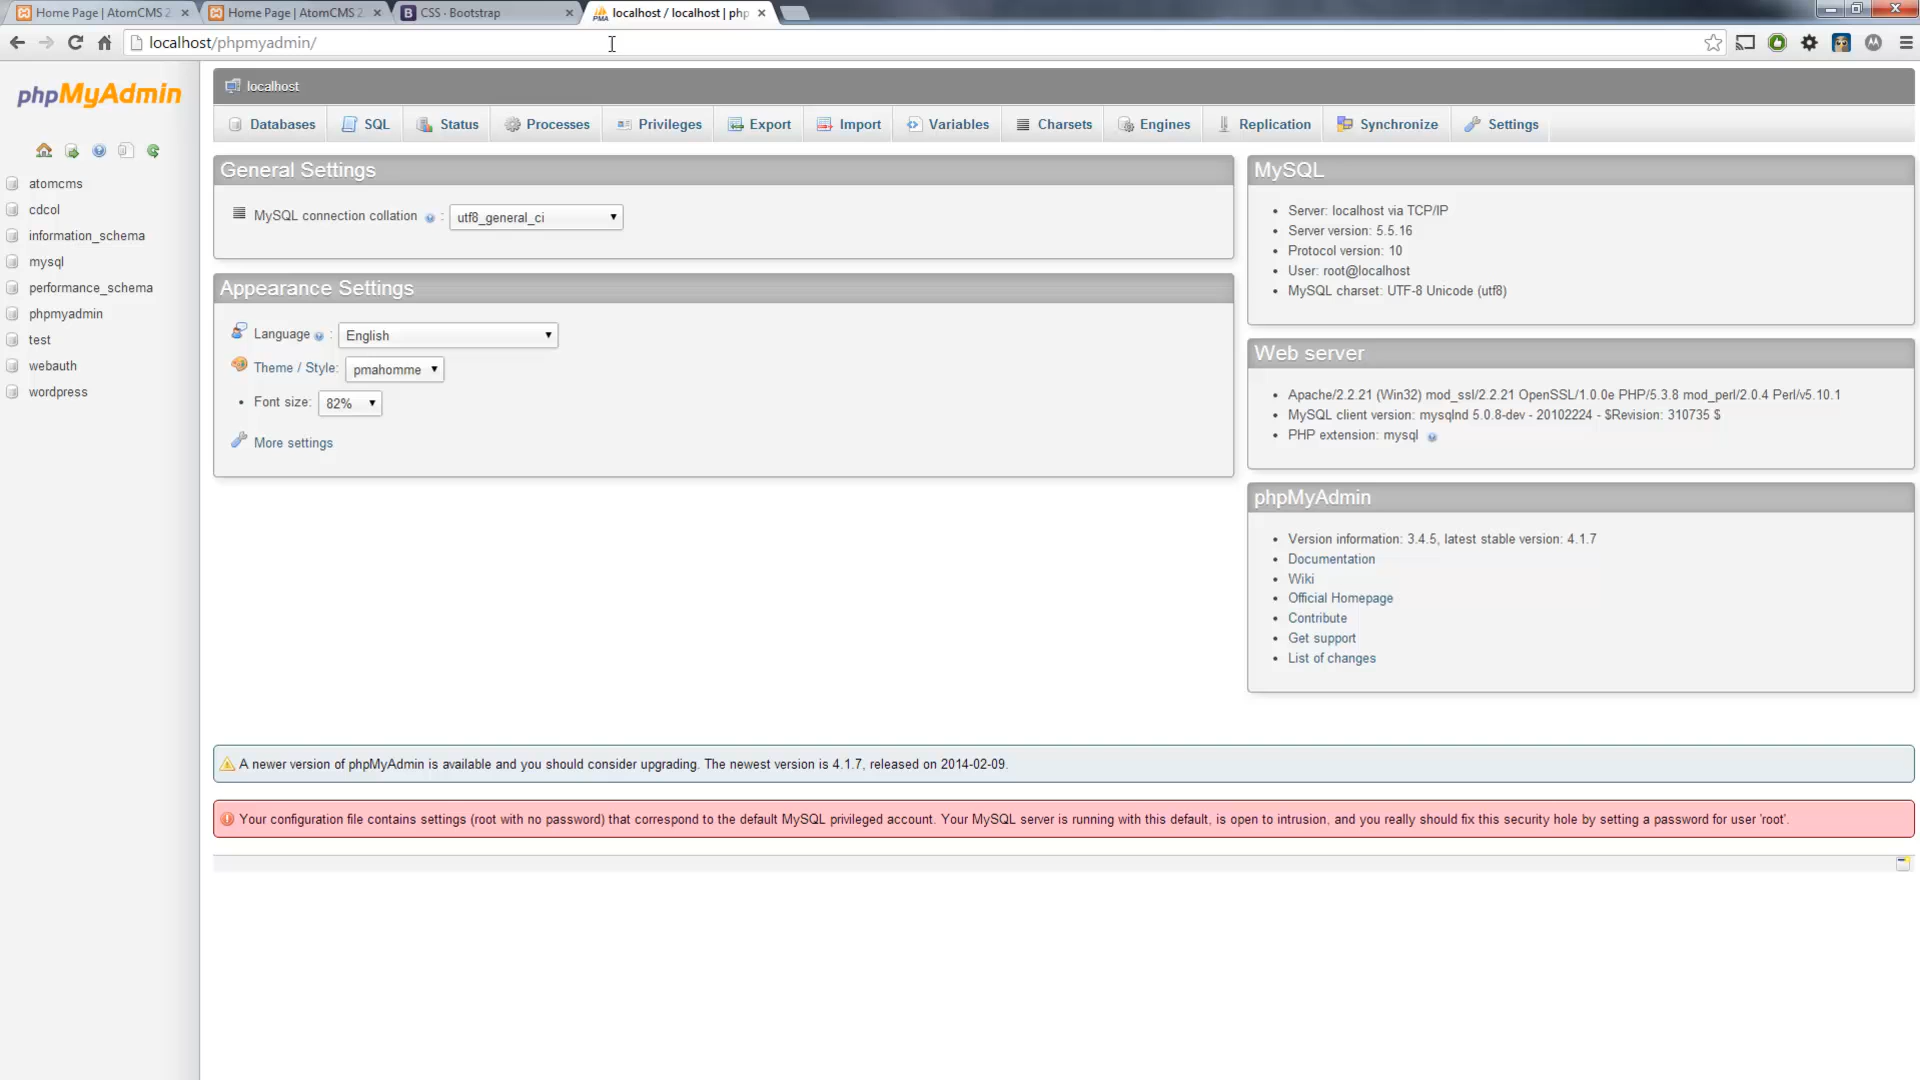 Home Page | AtomCMS 2
Home Page | AtomCMS 2
CSS · Bootstrap
localhost / localhost | php
localhost/phpmyadmin/
phpMyAdmin
atomcms
cdcol
information_schema
mysql
performance_schema
phpmyadmin
test
webauth
wordpress
localhost
Databases
SQL
Status
Processes
Privileges
Export
Import
Variables
Charsets
Engines
Replication
Synchronize
Settings
General Settings
MySQL connection collation : utf8_general_ci
Appearance Settings
Language : English
Theme / Style: pmahomme
Font size: 82%
More settings
MySQL
Server: localhost via TCP/IP
Server version: 5.5.16
Protocol version: 10
User: root@localhost
MySQL charset: UTF-8 Unicode (utf8)
Web server
Apache/2.2.21 (Win32) mod_ssl/2.2.21 OpenSSL/1.0.0e PHP/5.3.8 mod_perl/2.0.4 Perl/v5.10.1
MySQL client version: mysqlnd 5.0.8-dev - 20102224 - $Revision: 310735 $
PHP extension: mysql
phpMyAdmin
Version information: 3.4.5, latest stable version: 4.1.7
Documentation
Wiki
Official Homepage
Contribute
Get support
List of changes
A newer version of phpMyAdmin is available and you should consider upgrading. The newest version is 4.1.7, released on 2014-02-09.
Your configuration file contains settings (root with no password) that correspond to the default MySQL privileged account. Your MySQL server is running with this default, is open to intrusion, and you really should fix this security hole by setting a password for user 'root'.